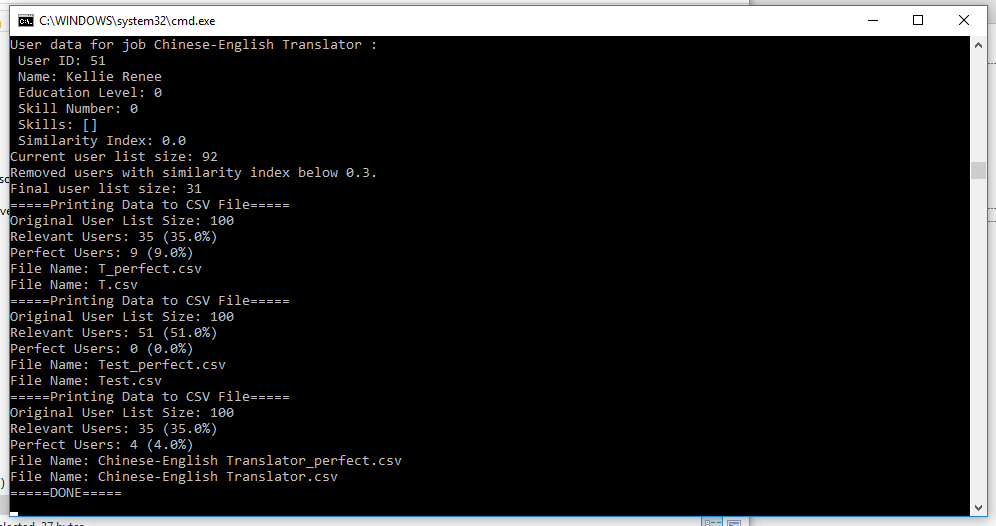 C:\WINDOWS\system32\cmd.exe
User data for job Chinese-English Translator :
User ID: 51
Name: Kellie Renee
Education Level: 0
Skill Number: 0
Skills: []
Similarity Index: 0.0
Current user list size: 92
Removed users with similarity index below 0.3.
Final user list size: 31
=====Printing Data to CSV File=====
Original User List Size: 100
Relevant Users: 35 (35.0%)
Perfect Users: 9 (9.0%)
File Name: T_perfect.csv
File Name: T.csv
=====Printing Data to CSV File=====
Original User List Size: 100
Relevant Users: 51 (51.0%)
Perfect Users: 0 (0.0%)
File Name: Test_perfect.csv
File Name: Test.csv
=====Printing Data to CSV File=====
Original User List Size: 100
Relevant Users: 35 (35.0%)
Perfect Users: 4 (4.0%)
File Name: Chinese-English Translator_perfect.csv
File Name: Chinese-English Translator.csv
=====DONE=====